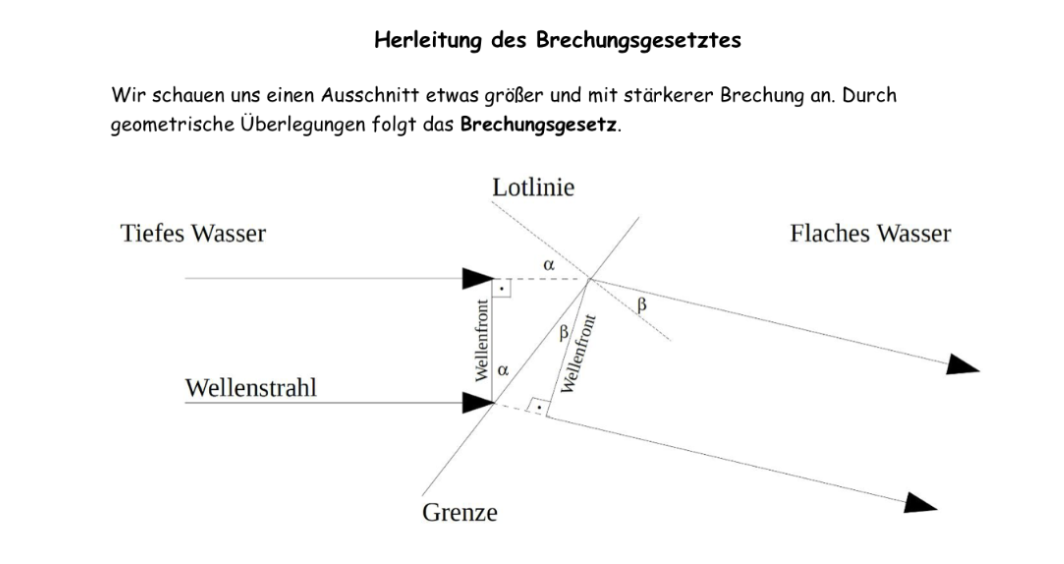 Herleitung des Brechungsgesetztes
Wir schauen uns einen Ausschnitt etwas größer und mit stärkerer Brechung an. Durch
geometrische Überlegungen folgt das Brechungsgesetz.
Lotlinie
Tiefes Wasser
Flaches Wasser
α
β
Wellenfront
β
Wellenfront
α
Wellenstrahl
Grenze